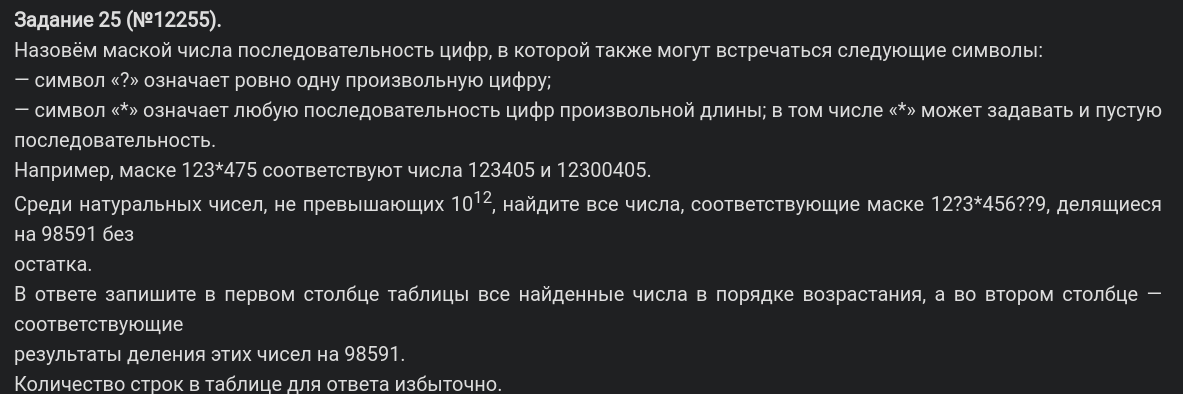 Задание 25 (№12255).
Назовём маской числа последовательность цифр, в которой также могут встречаться следующие символы:
— символ «?» означает ровно одну произвольную цифру;
— символ «*» означает любую последовательность цифр произвольной длины; в том числе «*» может задавать и пустую
последовательность.
Например, маске 123*4?5 соответствуют числа 123405 и 12300405.
Среди натуральных чисел, не превышающих 10^12, найдите все числа, соответствующие маске 12?3*456??9, делящиеся
на 98591 без
остатка.
В ответе запишите в первом столбце таблицы все найденные числа в порядке возрастания, а во втором столбце —
соответствующие
результаты деления этих чисел на 98591.
Количество строк в таблице для ответа избыточно.